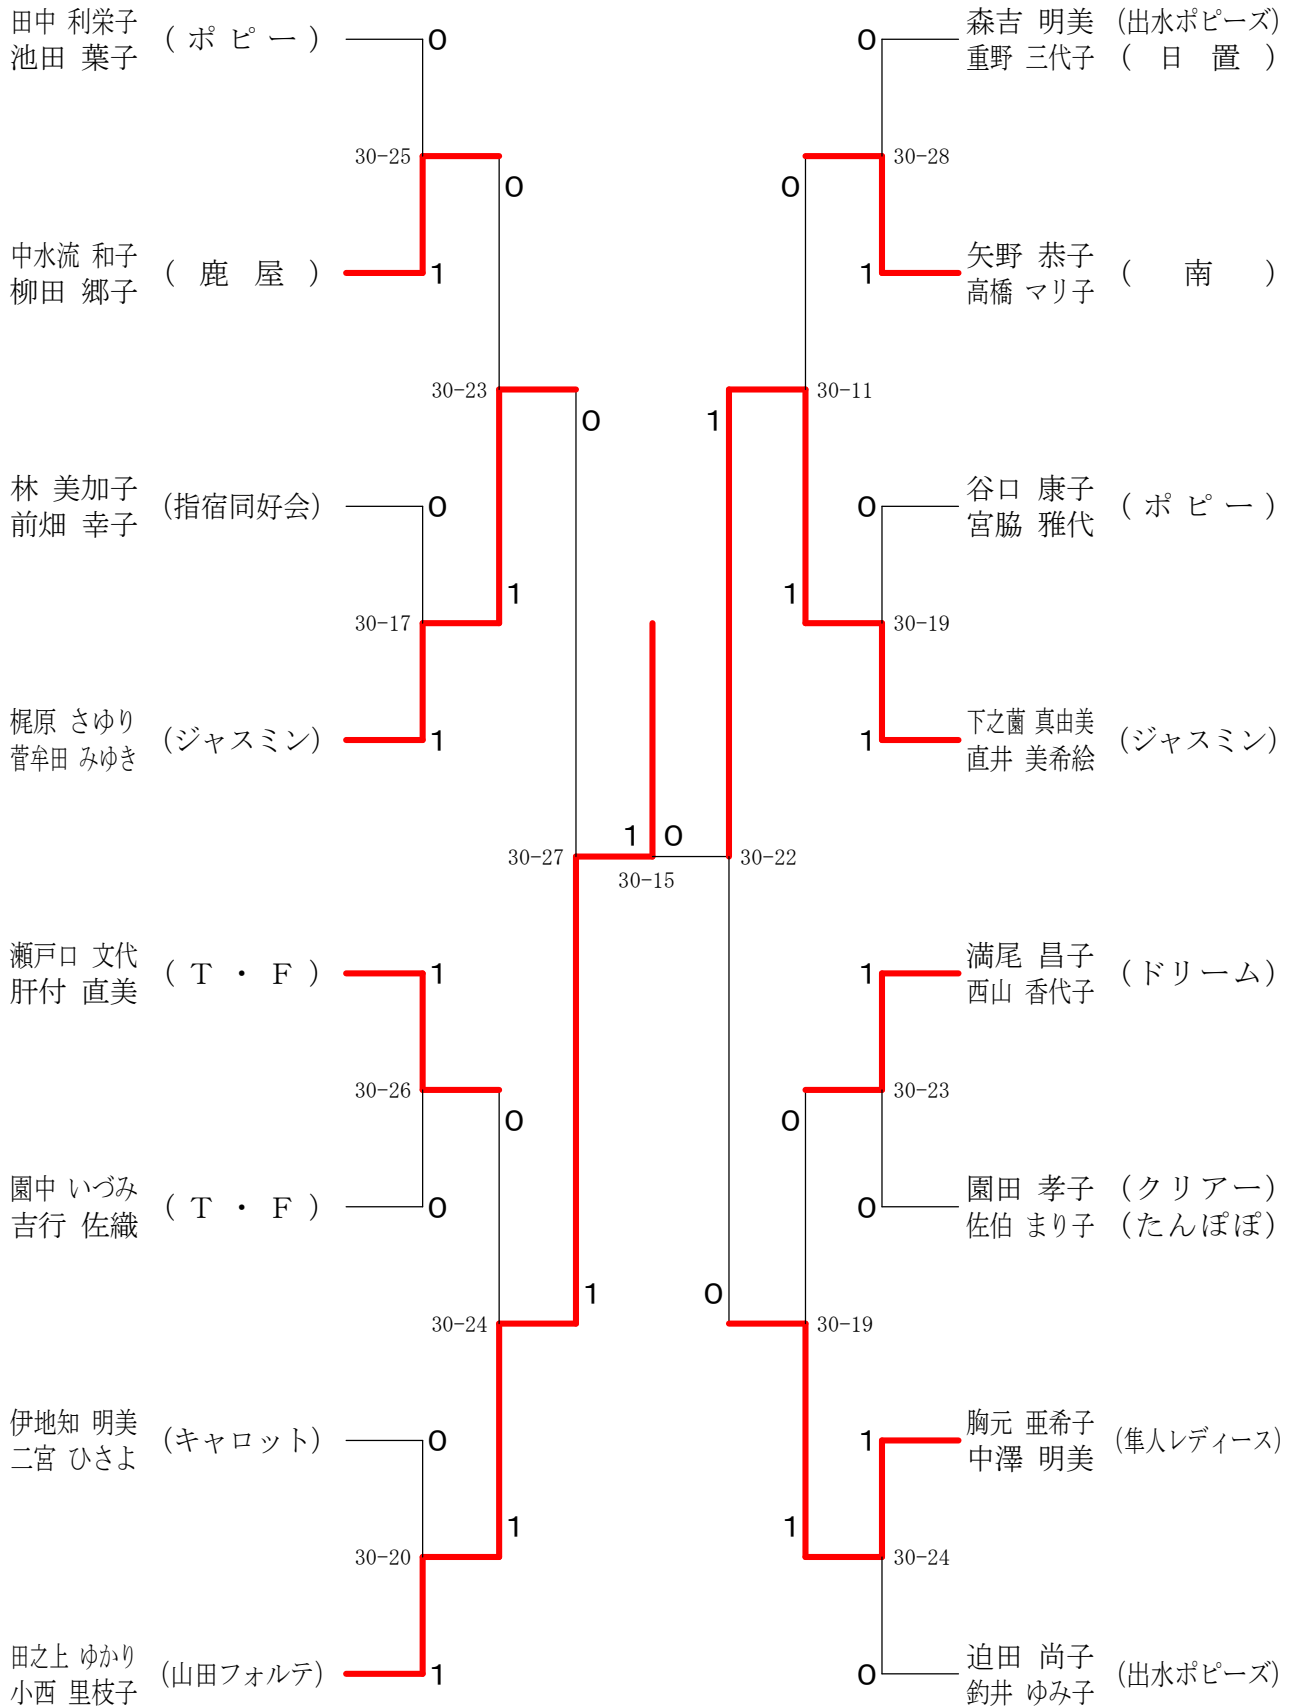 田中 利栄子
池田 葉子
( ポ ピ ー )
0
30-25
0
中水流 和子
柳田 郷子
( 鹿 屋 )
1
30-23
0
林 美加子
前畑 幸子
(指宿同好会)
0
30-17
1
梶原 さゆり
菅牟田 みゆき
(ジャスミン)
1
30-27
1
瀬戸口 文代
肝付 直美
( T ・ F )
1
30-26
0
園中 いづみ
吉行 佐織
( T ・ F )
0
30-24
1
伊地知 明美
二宮 ひさよ
(キャロット)
0
30-20
1
田之上 ゆかり
小西 里枝子
(山田フォルテ)
1
30-15
0
森吉 明美 (出水ポピーズ)
重野 三代子 ( 日 置 )
0
30-28
0
矢野 恭子
高橋 マリ子
( 南 )
1
30-11
1
谷口 康子
宮脇 雅代
( ポ ピ ー )
0
30-19
1
下之薗 真由美
直井 美希絵
(ジャスミン)
1
30-22
満尾 昌子
西山 香代子
(ドリーム)
1
30-23
0
園田 孝子 (クリアー)
佐伯 まり子 (たんぽぽ)
0
30-19
0
胸元 亜希子
中澤 明美
(隼人レディース)
1
30-24
1
迫田 尚子
釣井 ゆみ子
(出水ポピーズ)
0